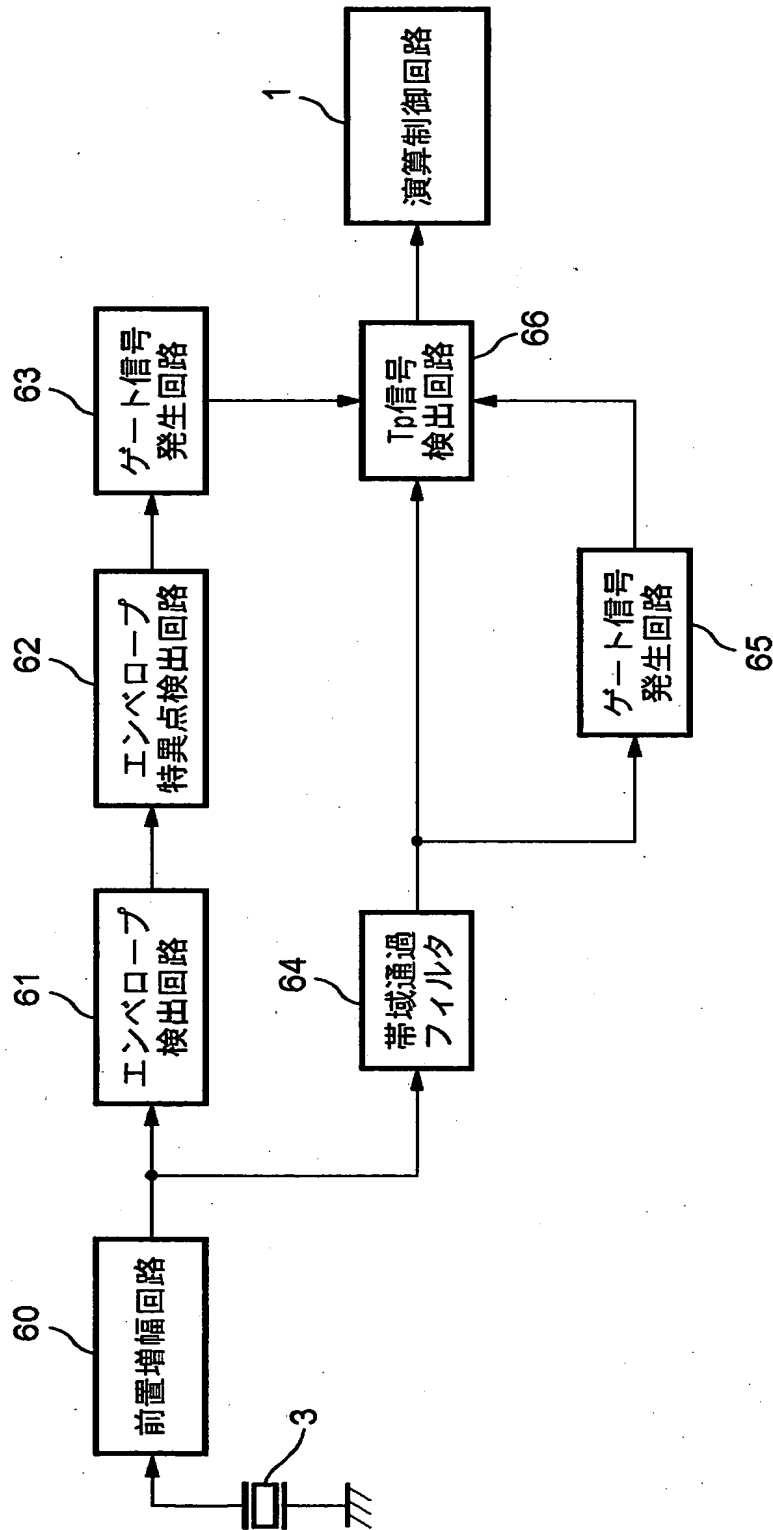 60
前置増幅回路
3
61
エンベロープ
検出回路
62
エンベロープ
特異点検出回路
63
ゲート信号
発生回路
64
帯域通過
フィルタ
65
ゲート信号
発生回路
66
Tp信号
検出回路
1
演算制御回路